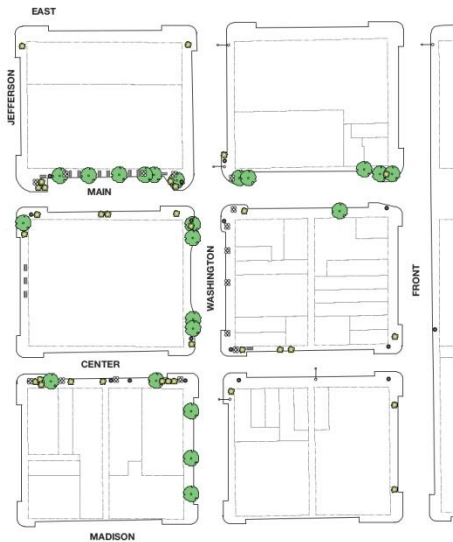 EAST
JEFFERSON
MAIN
WASHINGTON
FRONT
CENTER
MADISON